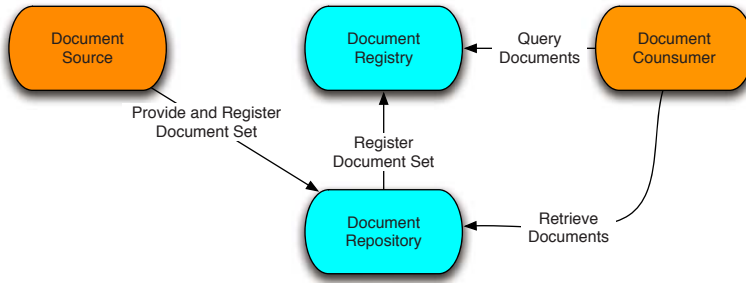 Document
Source
Document
Registry
Query
Documents
Document
Counsumer
Provide and Register
Document Set
Register
Document Set
Document
Repository
Retrieve
Documents